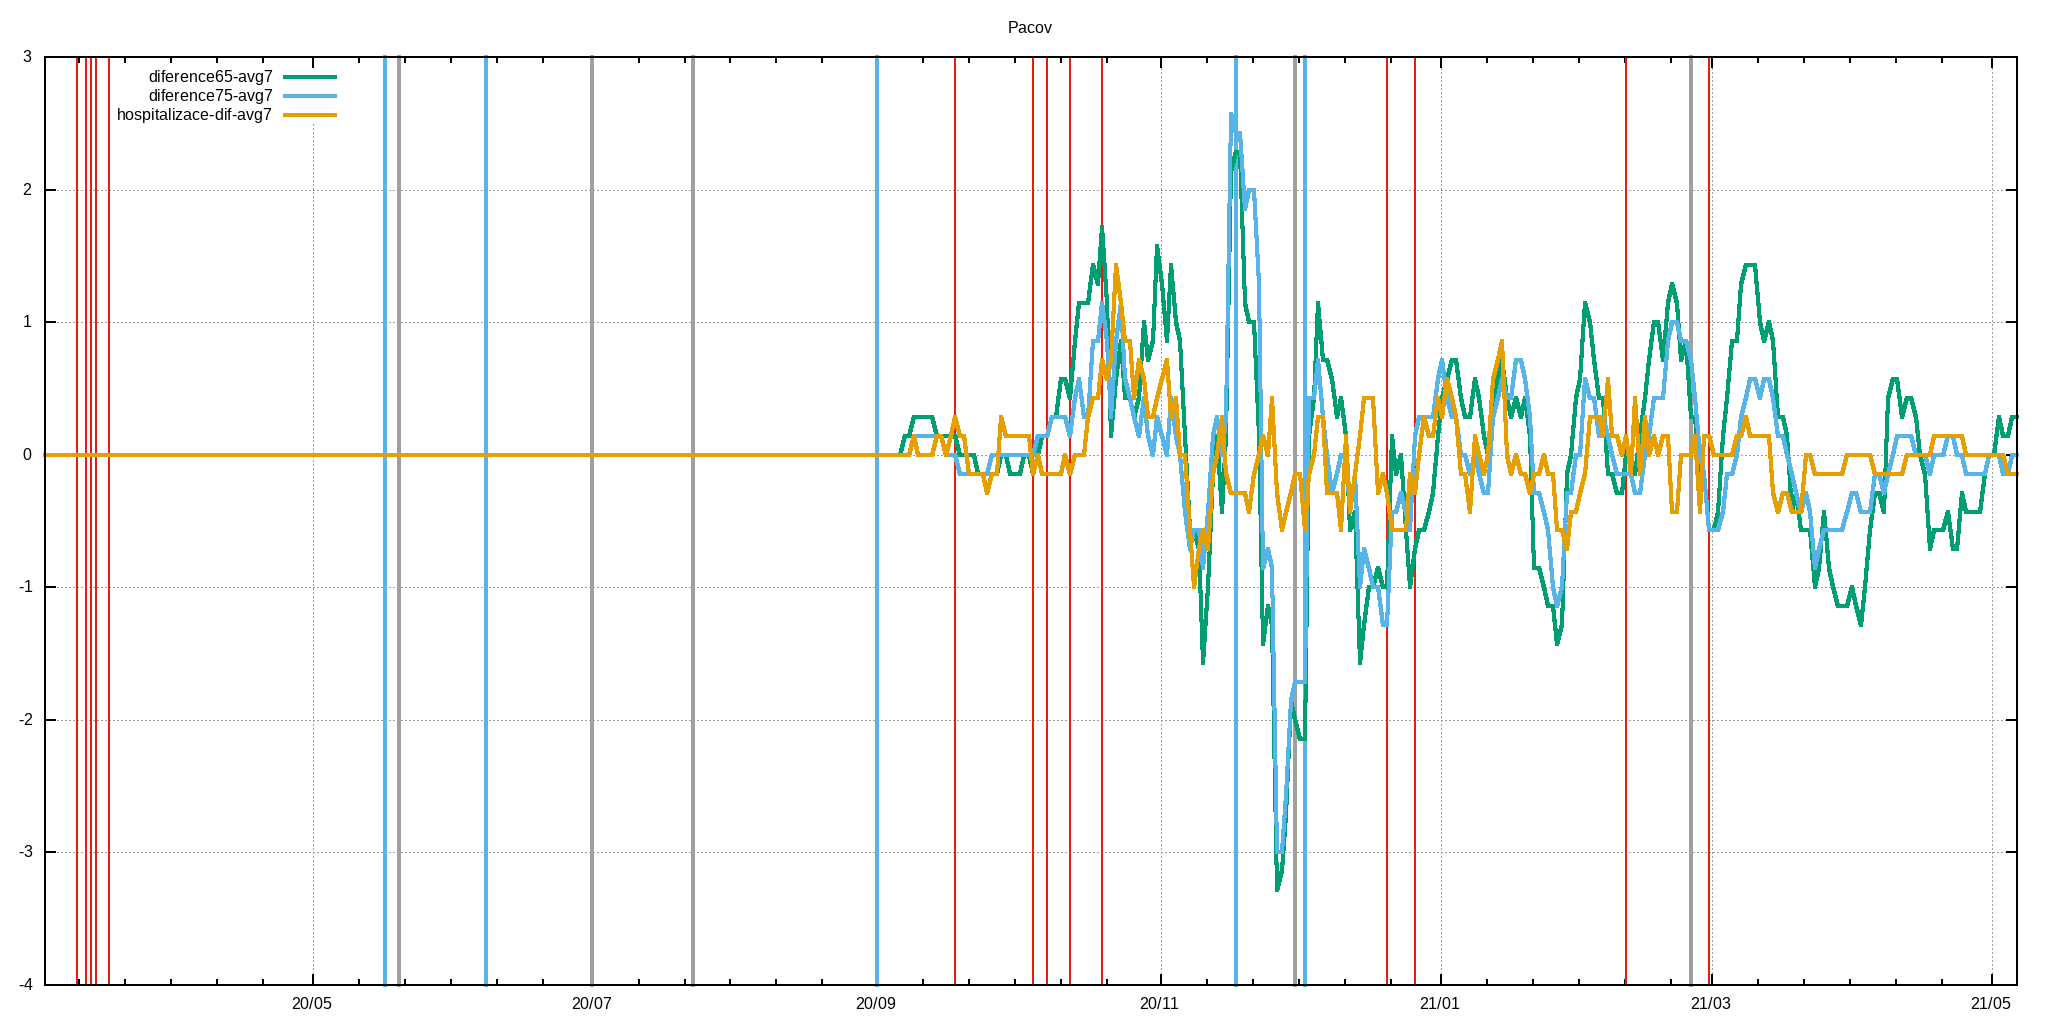 Pacov
3
diference65-avg7
diference75-avg7
hospitalizace-dif-avg7
2
1
0
-1
-2
-3
-4
20/05 20/07 20/09 20/11 21/01 21/03 21/05